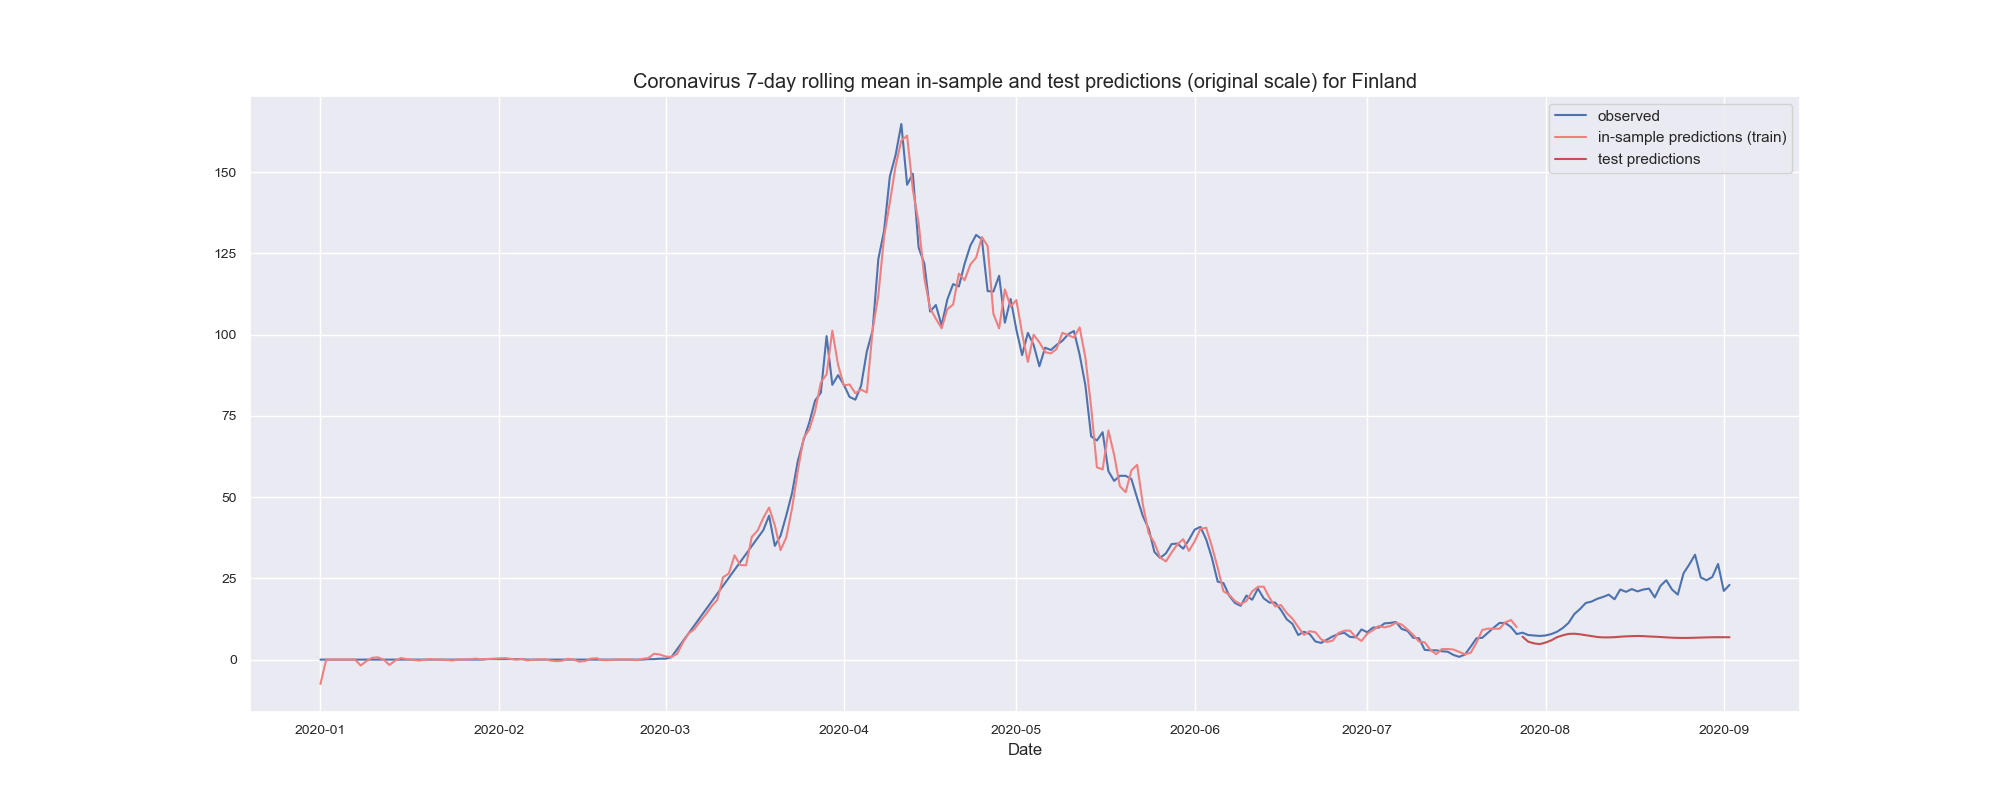 Coronavirus 7-day rolling mean in-sample and test predictions (original scale) for Finland
observed
in-sample predictions (train)
test predictions
150
125
100
75
50
25
0
2020-01 2020-02 2020-03 2020-04 2020-05 2020-06 2020-07 2020-08 2020-09
Date